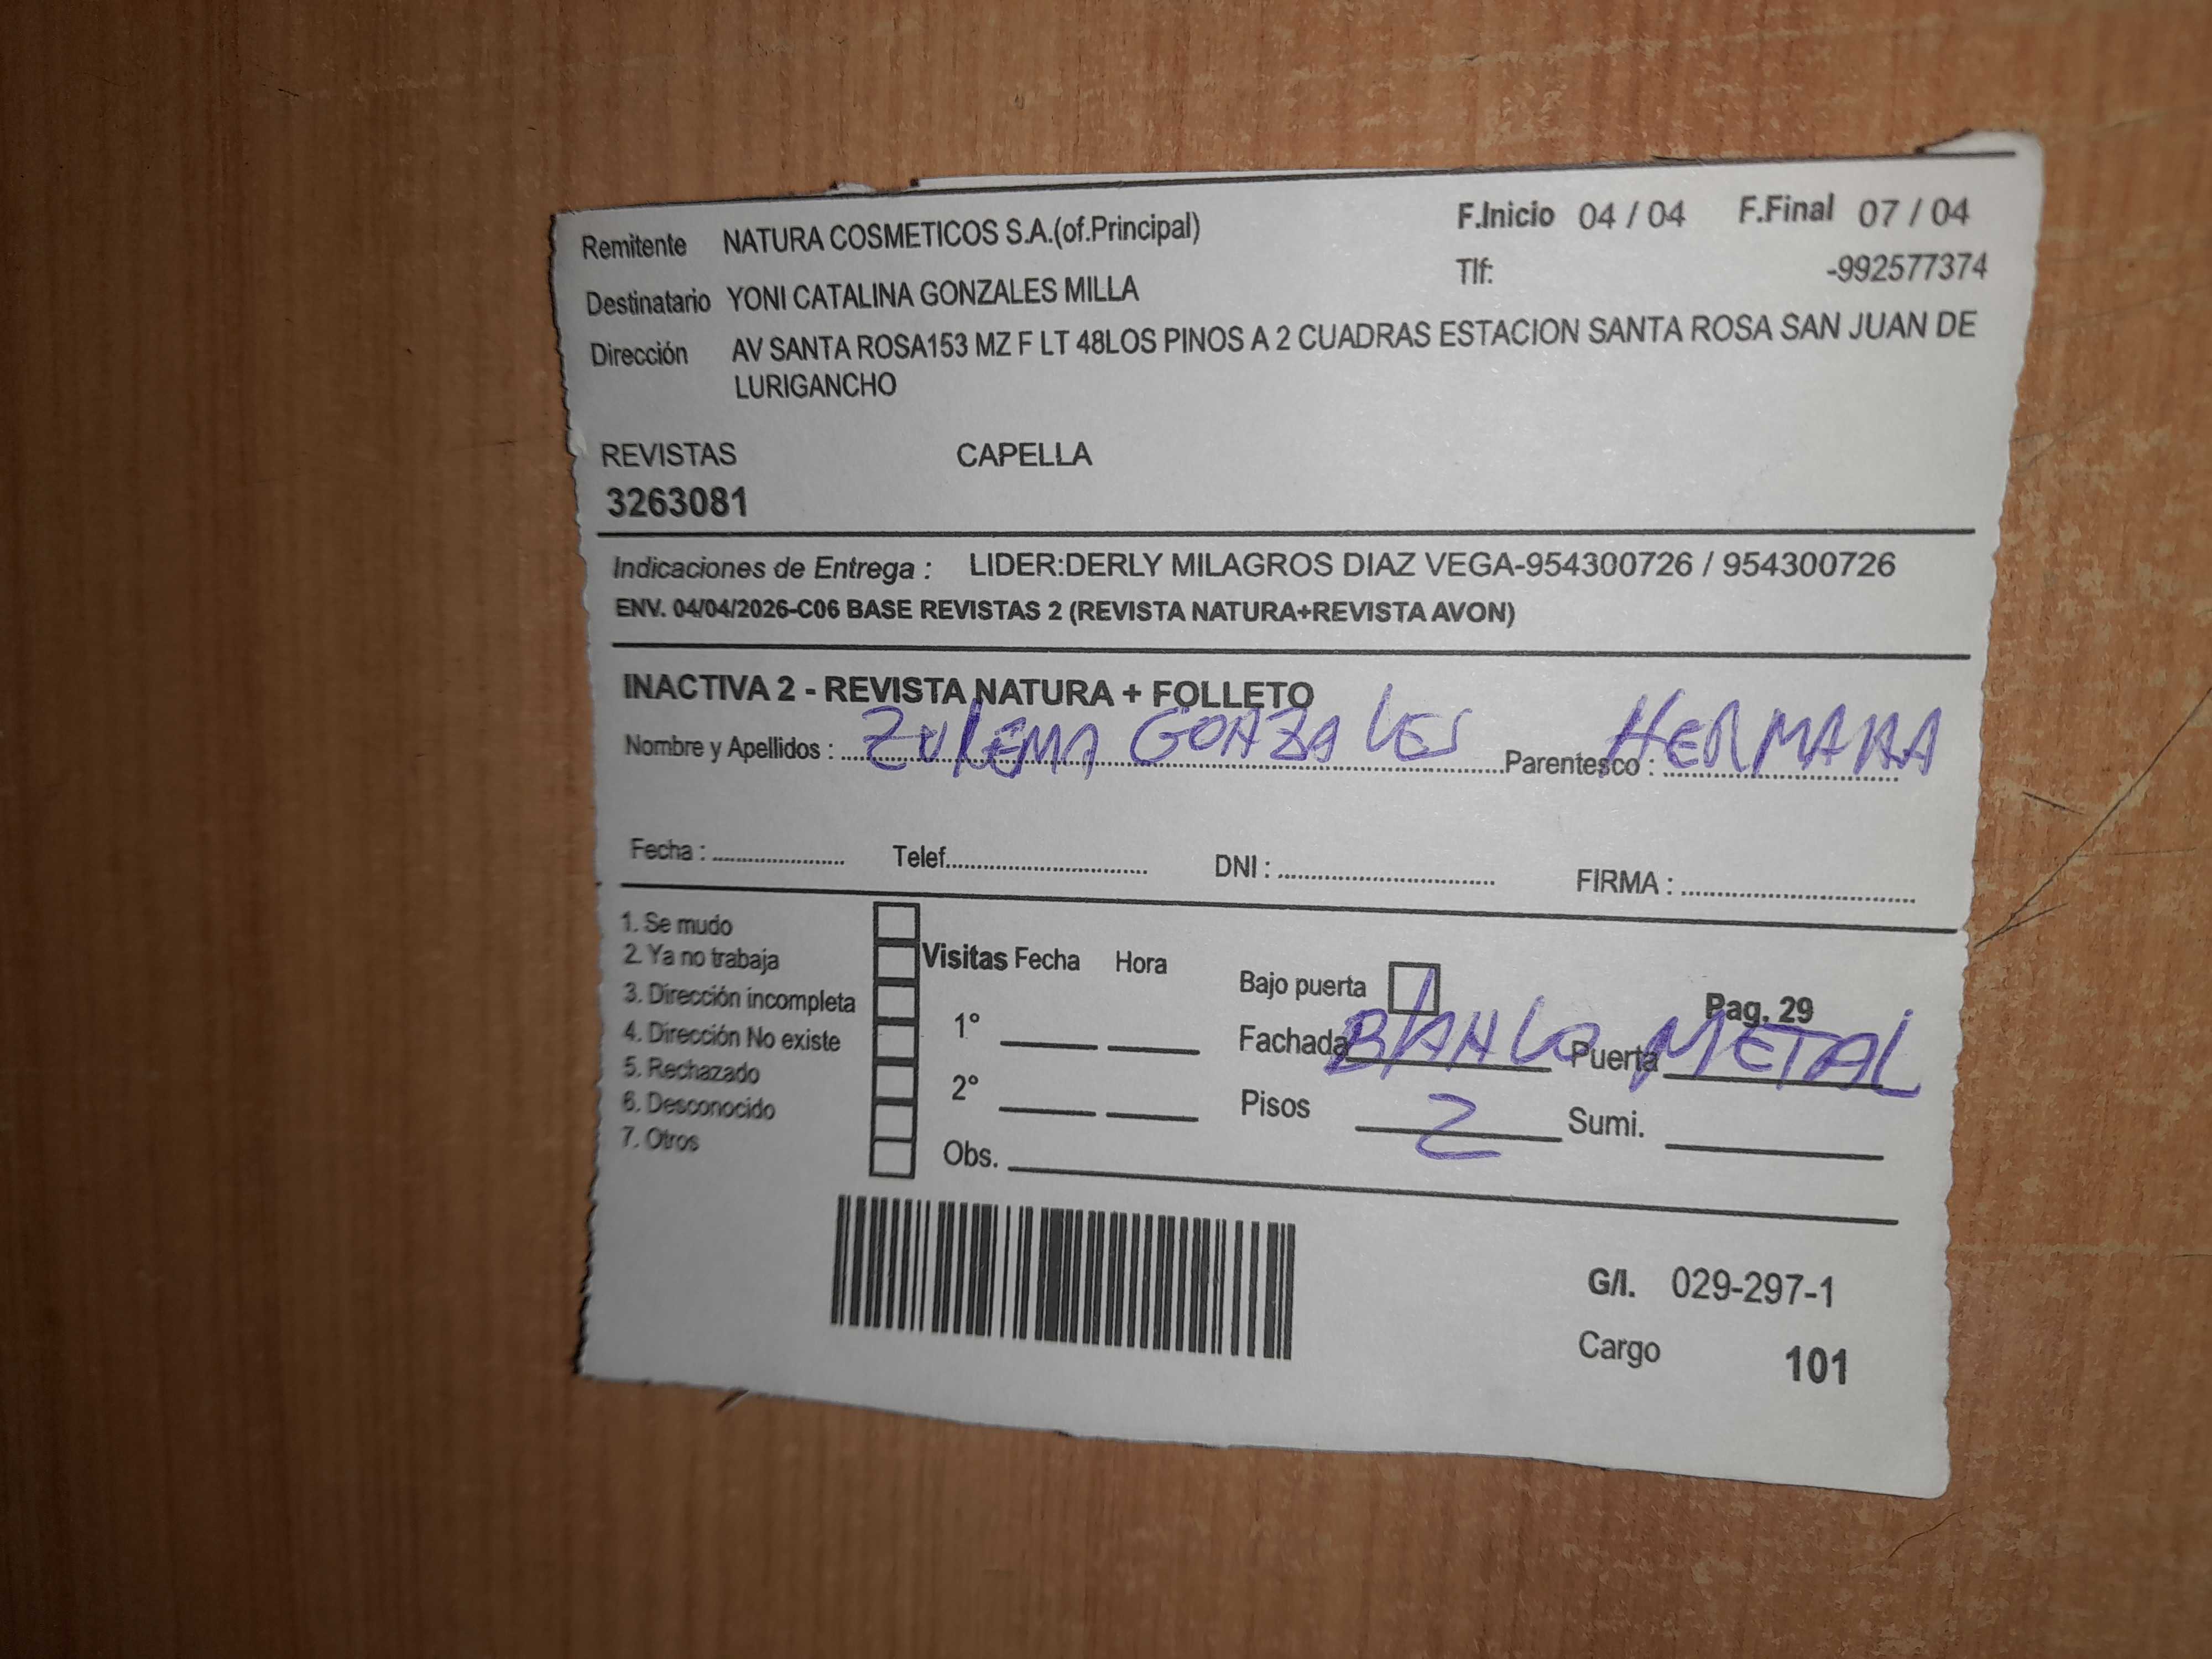 Remitente NATURA COSMETICOS S.A.(of.Principal) F.Inicio 04 / 04 F.Final 07 / 04
Destinatario YONI CATALINA GONZALES MILLA Tlf: -992577374
Dirección AV SANTA ROSA153 MZ F LT 48LOS PINOS A 2 CUADRAS ESTACION SANTA ROSA SAN JUAN DE
LURIGANCHO
REVISTAS CAPELLA
3263081
Indicaciones de Entrega : LIDER:DERLY MILAGROS DIAZ VEGA-954300726 / 954300726
ENV. 04/04/2026-C06 BASE REVISTAS 2 (REVISTA NATURA+REVISTA AVON)
INACTIVA 2 - REVISTA NATURA + FOLLETO
Nombre y Apellidos : ZULEMA GONZALES Parentesco : HERMANA
Fecha : Telef. DNI : FIRMA :
1. Se mudo
2. Ya no trabaja Visitas Fecha Hora Bajo puerta Pag. 29
3. Dirección incompleta
4. Dirección No existe 1° Fachada BLANCO Puerta METAL
5. Rechazado
6. Desconocido 2° Pisos 2 Sumi.
7. Otros Obs.
G/I. 029-297-1
Cargo 101